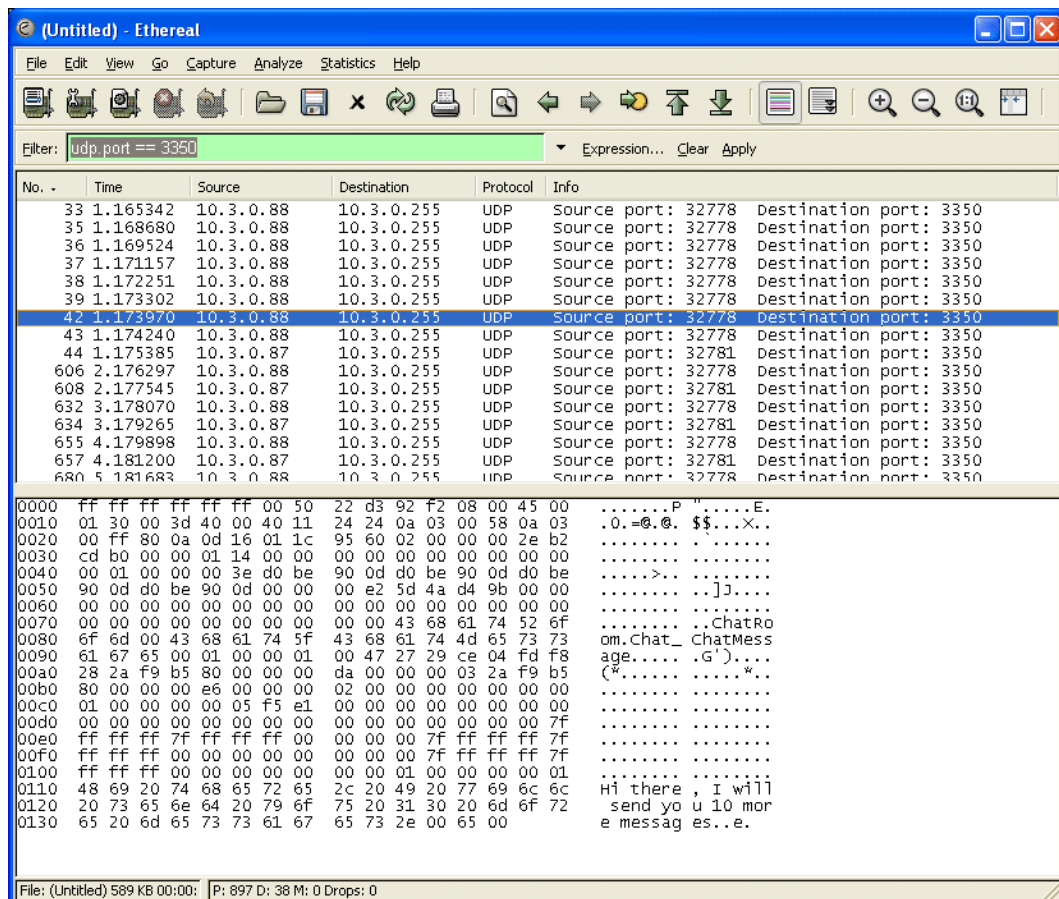 (Untitled) - Ethereal
File Edit View Go Capture Analyze Statistics Help
Filter: udp.port == 3350 Expression... Clear Apply
No. Time Source Destination Protocol Info
33 1.165342 10.3.0.88 10.3.0.255 UDP Source port: 32778 Destination port: 3350
35 1.168680 10.3.0.88 10.3.0.255 UDP Source port: 32778 Destination port: 3350
36 1.169524 10.3.0.88 10.3.0.255 UDP Source port: 32778 Destination port: 3350
37 1.171157 10.3.0.88 10.3.0.255 UDP Source port: 32778 Destination port: 3350
38 1.172251 10.3.0.88 10.3.0.255 UDP Source port: 32778 Destination port: 3350
39 1.173302 10.3.0.88 10.3.0.255 UDP Source port: 32778 Destination port: 3350
42 1.173970 10.3.0.88 10.3.0.255 UDP Source port: 32778 Destination port: 3350
43 1.174240 10.3.0.88 10.3.0.255 UDP Source port: 32778 Destination port: 3350
44 1.175385 10.3.0.87 10.3.0.255 UDP Source port: 32781 Destination port: 3350
606 2.176297 10.3.0.88 10.3.0.255 UDP Source port: 32778 Destination port: 3350
608 2.177545 10.3.0.87 10.3.0.255 UDP Source port: 32781 Destination port: 3350
632 3.178070 10.3.0.88 10.3.0.255 UDP Source port: 32778 Destination port: 3350
634 3.179265 10.3.0.87 10.3.0.255 UDP Source port: 32781 Destination port: 3350
655 4.179898 10.3.0.88 10.3.0.255 UDP Source port: 32778 Destination port: 3350
657 4.181200 10.3.0.87 10.3.0.255 UDP Source port: 32781 Destination port: 3350
680 5.181683 10.3.0.88 10.3.0.255 UDP Source port: 32778 Destination port: 3350
0000 ff ff ff ff ff ff 00 50 22 d3 92 f2 08 00 45 00 .......P ".....E.
0010 01 30 00 3d 40 00 40 11 24 24 0a 03 00 58 0a 03 .0.=@.@. $$...X..
0020 00 ff 80 0a 0d 16 01 1c 95 60 02 00 00 00 2e b2 ........ .`......
0030 cd b0 00 00 01 14 00 00 00 00 00 00 00 00 00 00 ........ ........
0040 00 01 00 00 00 3e d0 be 90 0d d0 be 90 0d d0 be .....>.. ........
0050 90 0d d0 be 90 0d 00 00 00 e2 5d 4a d4 9b 00 00 ........ ..]J....
0060 00 00 00 00 00 00 00 00 00 00 00 00 00 00 00 00 ........ ........
0070 00 00 00 00 00 00 00 00 00 00 43 68 61 74 52 6f ........ ..ChatRo
0080 6f 6d 00 43 68 61 74 5f 43 68 61 74 4d 65 73 73 om.Chat_ ChatMess
0090 61 67 65 00 01 00 00 01 00 47 27 29 ce 04 fd f8 age..... .G')....
00a0 28 2a f9 b5 80 00 00 00 da 00 00 00 03 2a f9 b5 (*...... .....*..
00b0 80 00 00 00 e6 00 00 00 02 00 00 00 00 00 00 00 ........ ........
00c0 01 00 00 00 00 05 f5 e1 00 00 00 00 00 00 00 00 ........ ........
00d0 00 00 00 00 00 00 00 00 00 00 00 00 00 00 00 7f ........ ........
00e0 ff ff ff 7f ff ff ff 00 00 00 00 7f ff ff ff 7f ........ ........
00f0 ff ff ff 00 00 00 00 00 00 00 00 7f ff ff ff 7f ........ ........
0100 ff ff ff 00 00 00 00 00 00 00 01 00 00 00 00 01 ........ ........
0110 48 69 20 74 68 65 72 65 2c 20 49 20 77 69 6c 6c Hi there , I will
0120 20 73 65 6e 64 20 79 6f 75 20 31 30 20 6d 6f 72 send yo u 10 mor
0130 65 20 6d 65 73 73 61 67 65 73 2e 00 65 00 e messag es..e.
File: (Untitled) 589 KB 00:00: P: 897 D: 38 M: 0 Drops: 0